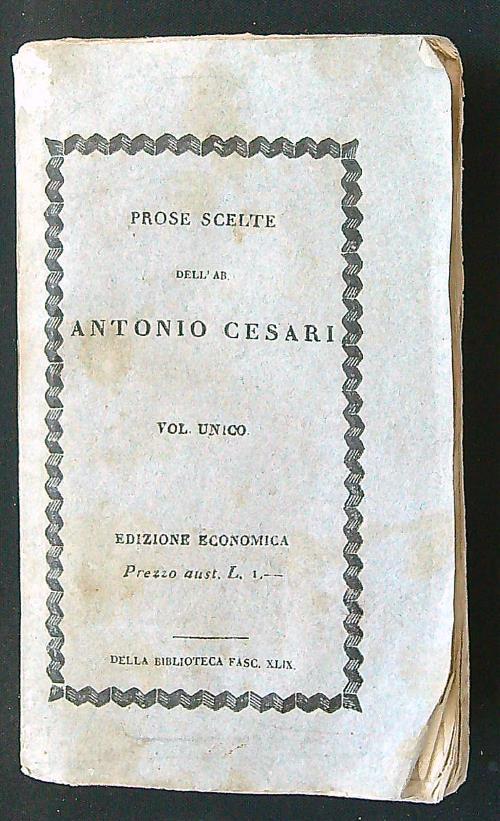 PROSE SCELTE
DELL' AB.
ANTONIO CESARI
VOL. UNICO.
EDIZIONE ECONOMICA
Prezzo aust. L. 1.--
DELLA BIBLIOTECA FASC. XLIX.